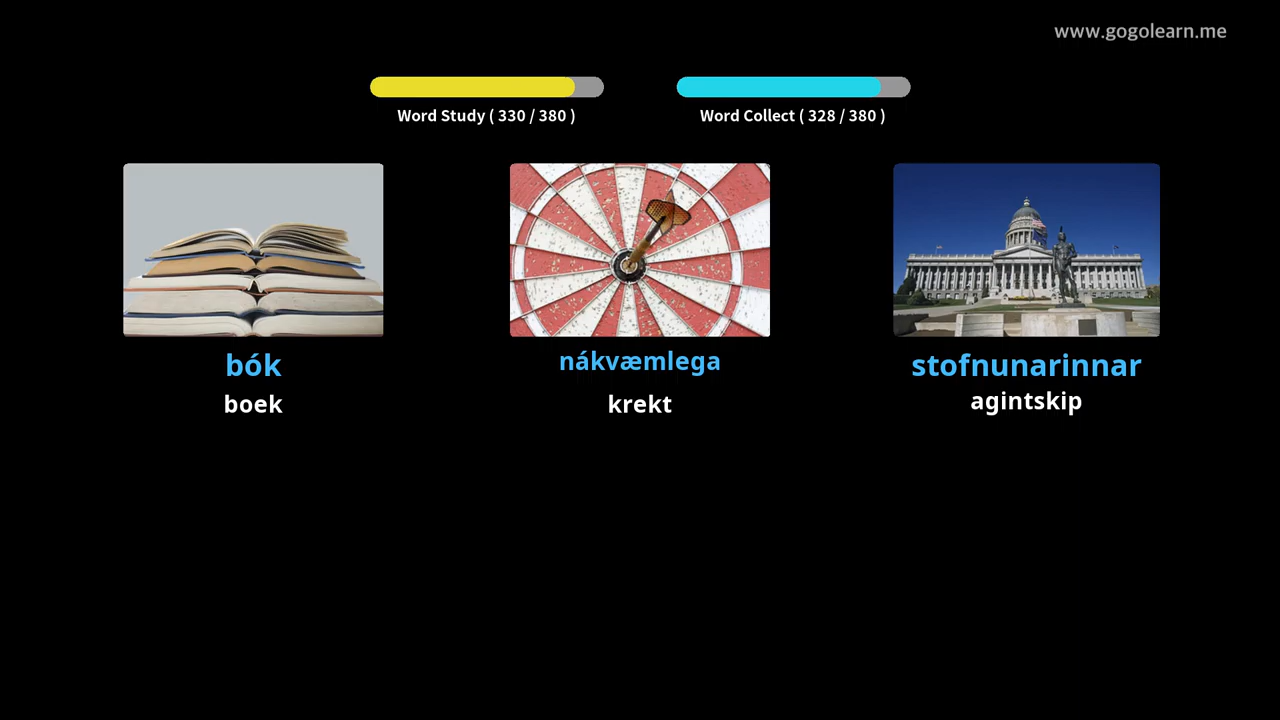 www.gogolearn.me
Word Study ( 330 / 380 )
Word Collect ( 328 / 380 )
bók
nákvæmlega
stofnunarinnar
boek
krekt
agintskip